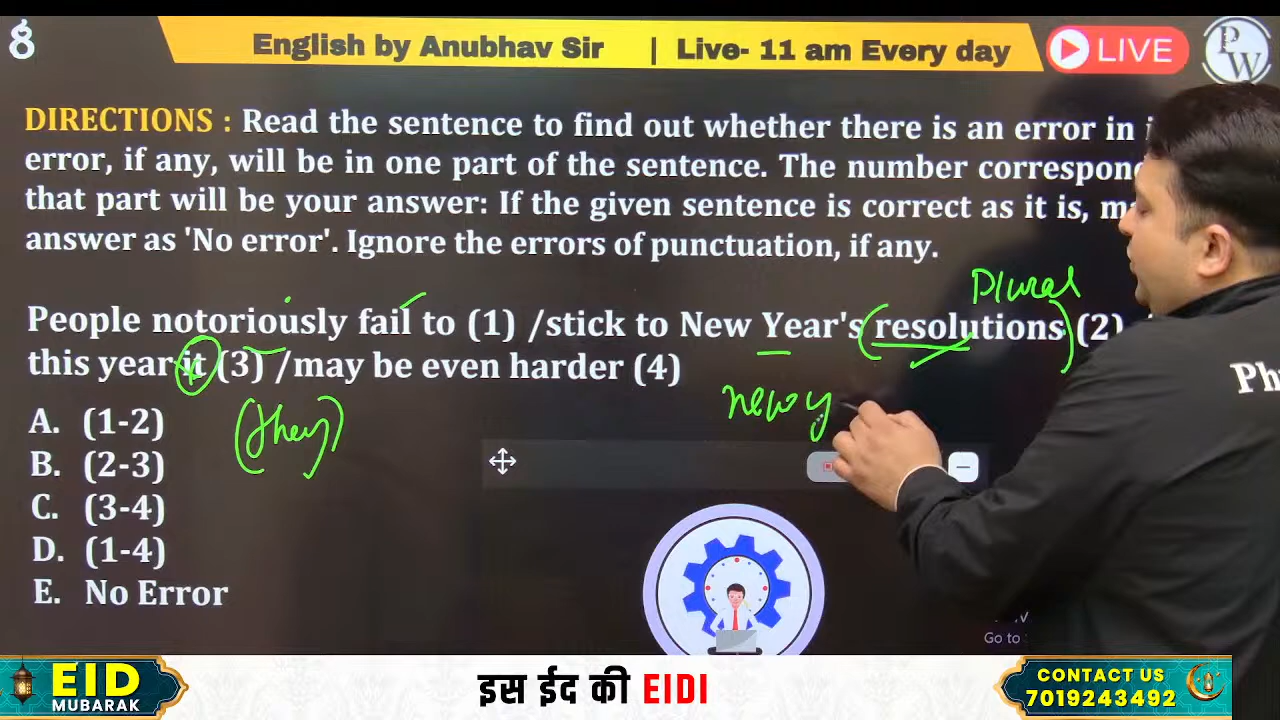 8
English by Anubhav Sir | Live- 11 am Every day
LIVE
PW
DIRECTIONS : Read the sentence to find out whether there is an error in
error, if any, will be in one part of the sentence. The number
that part will be your answer: If the given sentence is correct as it is,
answer as 'No error'. Ignore the errors of punctuation, if any.
Plural
People notoriously fail to (1) /stick to New Year's resolutions (2)
this year it (3) /may be even harder (4)
(they)
new y
A. (1-2)
B. (2-3)
C. (3-4)
D. (1-4)
E. No Error
Go to
EID
MUBARAK
इस ईद की EIDI
CONTACT US
7019243492